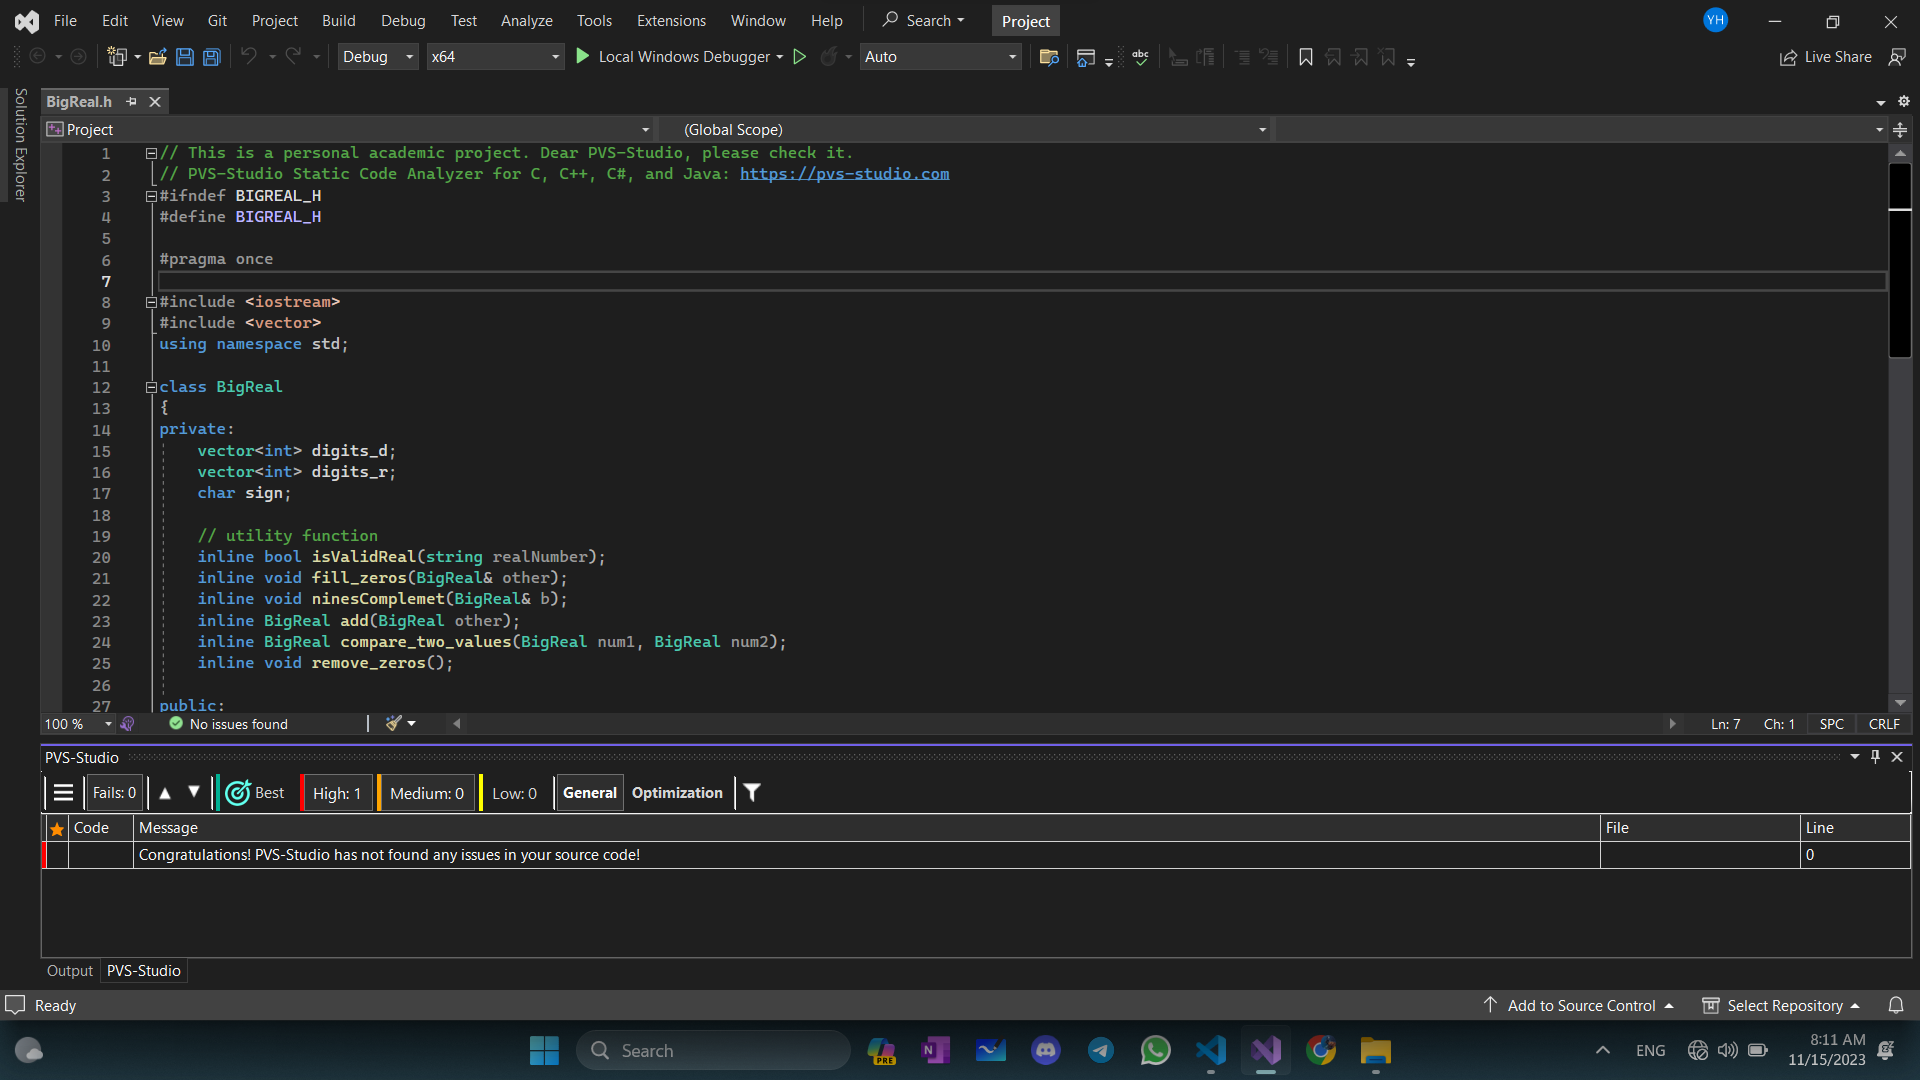 File Edit View Git Project Build Debug Test Analyze Tools Extensions Window Help Search Project YH
Debug x64 Local Windows Debugger Auto abc Live Share
Solution Explorer
BigReal.h
Project (Global Scope)
1 // This is a personal academic project. Dear PVS-Studio, please check it.
2 // PVS-Studio Static Code Analyzer for C, C++, C#, and Java: https://pvs-studio.com
3 #ifndef BIGREAL_H
4 #define BIGREAL_H
5
6 #pragma once
7
8 #include <iostream>
9 #include <vector>
10 using namespace std;
11
12 class BigReal
13 {
14 private:
15 vector<int> digits_d;
16 vector<int> digits_r;
17 char sign;
18
19 // utility function
20 inline bool isValidReal(string realNumber);
21 inline void fill_zeros(BigReal& other);
22 inline void ninesComplemet(BigReal& b);
23 inline BigReal add(BigReal other);
24 inline BigReal compare_two_values(BigReal num1, BigReal num2);
25 inline void remove_zeros();
26
27 public:
100 % No issues found Ln: 7 Ch: 1 SPC CRLF
PVS-Studio
Fails: 0 Best High: 1 Medium: 0 Low: 0 General Optimization
Code Message File Line
Congratulations! PVS-Studio has not found any issues in your source code! 0
Output PVS-Studio
Ready Add to Source Control Select Repository
Search PRE N ENG 8:11 AM
11/15/2023